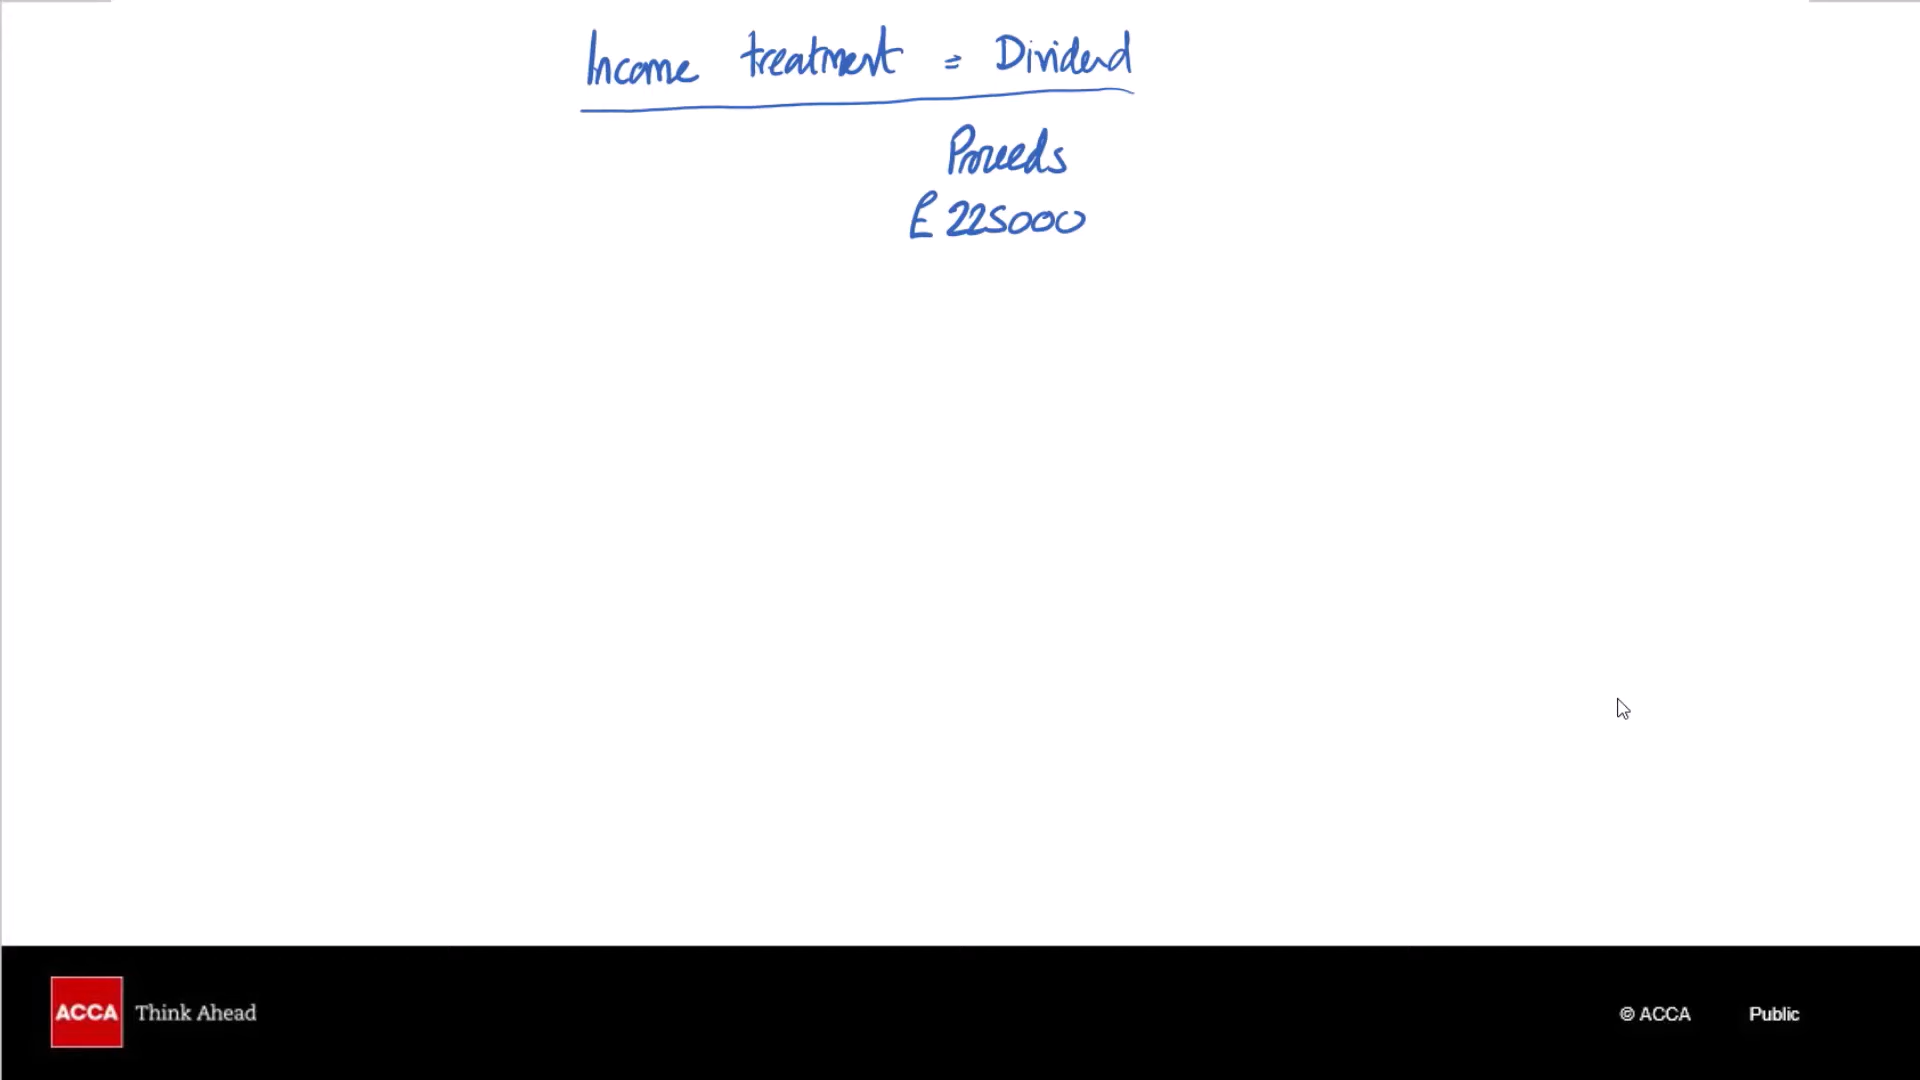 Income treatment = Dividend
Proceeds
£ 225000
ACCA Think Ahead
© ACCA Public